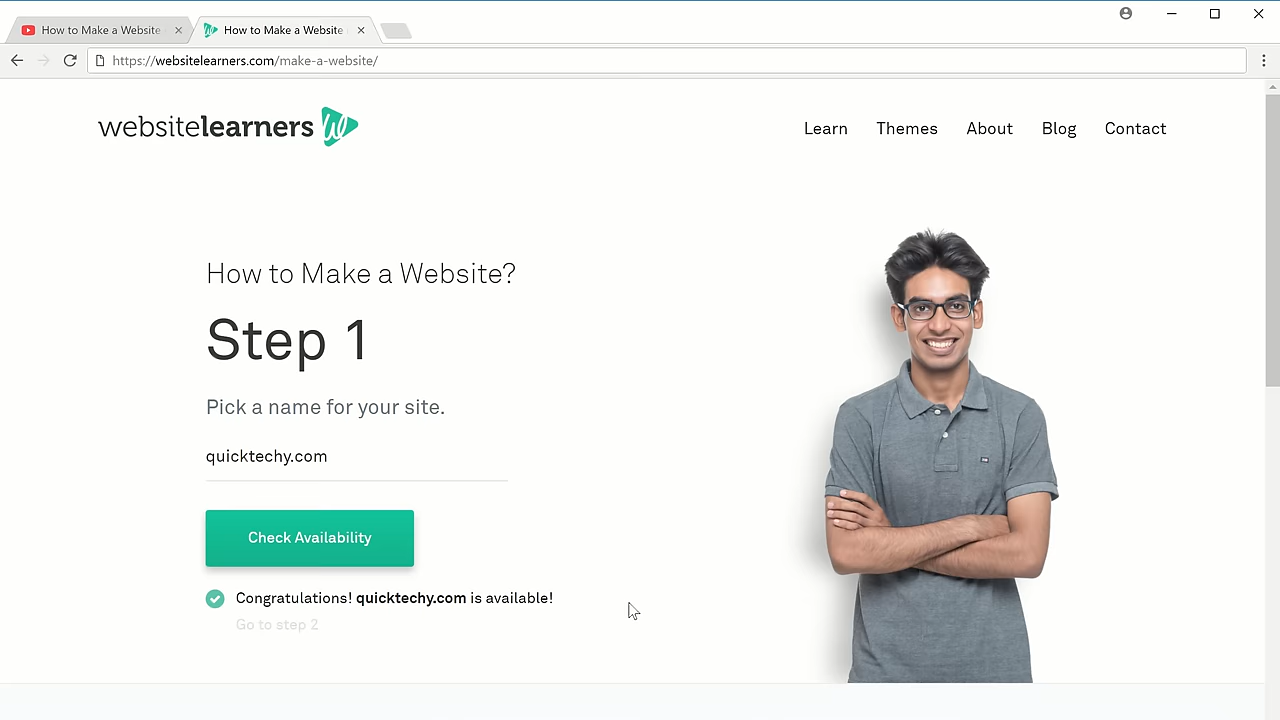 How to Make a Website
How to Make a Website
https://websitelearners.com/make-a-website/
websitelearners
Learn Themes About Blog Contact
How to Make a Website?
Step 1
Pick a name for your site.
quicktechy.com
Check Availability
Congratulations! quicktechy.com is available!
Go to step 2